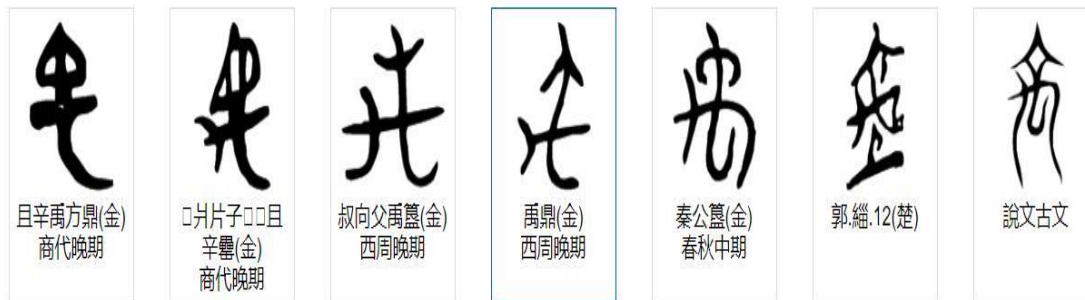 且辛禹方鼎(金)
商代晚期
□爿片子□□且
辛罍(金)
商代晚期
叔向父禹簋(金)
西周晚期
禹鼎(金)
西周晚期
秦公簋(金)
春秋中期
郭.緇.12(楚)
說文古文